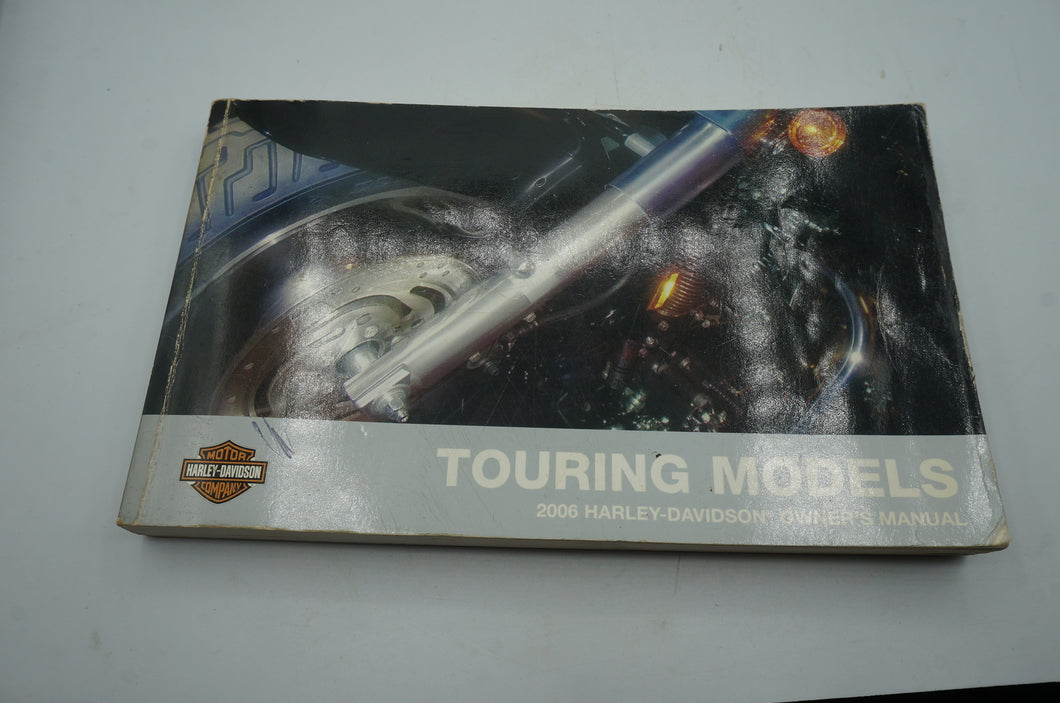 MOTOR
HARLEY-DAVIDSON
COMPANY
TOURING MODELS
2006 HARLEY-DAVIDSON® OWNER'S MANUAL